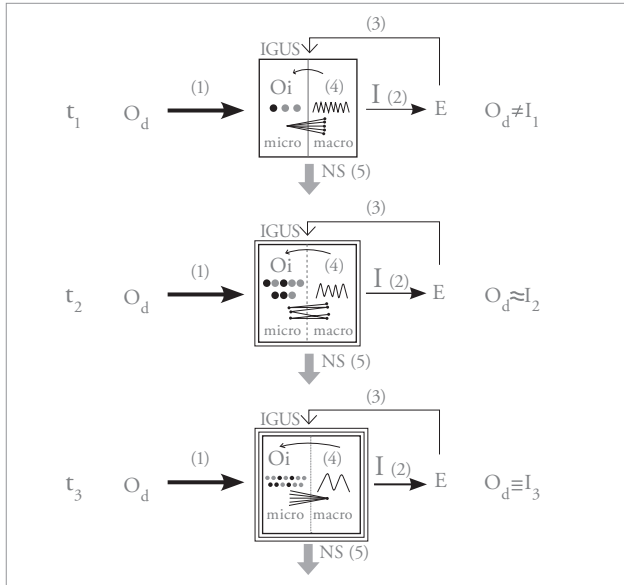 (3)
IGUS
(1) Oi (4) I (2)
t1 Od E Od≠I1
micro macro
NS (5)
(3)
IGUS
(1) Oi (4) I (2)
t2 Od E Od≈I2
micro macro
NS (5)
(3)
IGUS
(1) Oi (4) I (2)
t3 Od E Od≡I3
micro macro
NS (5)